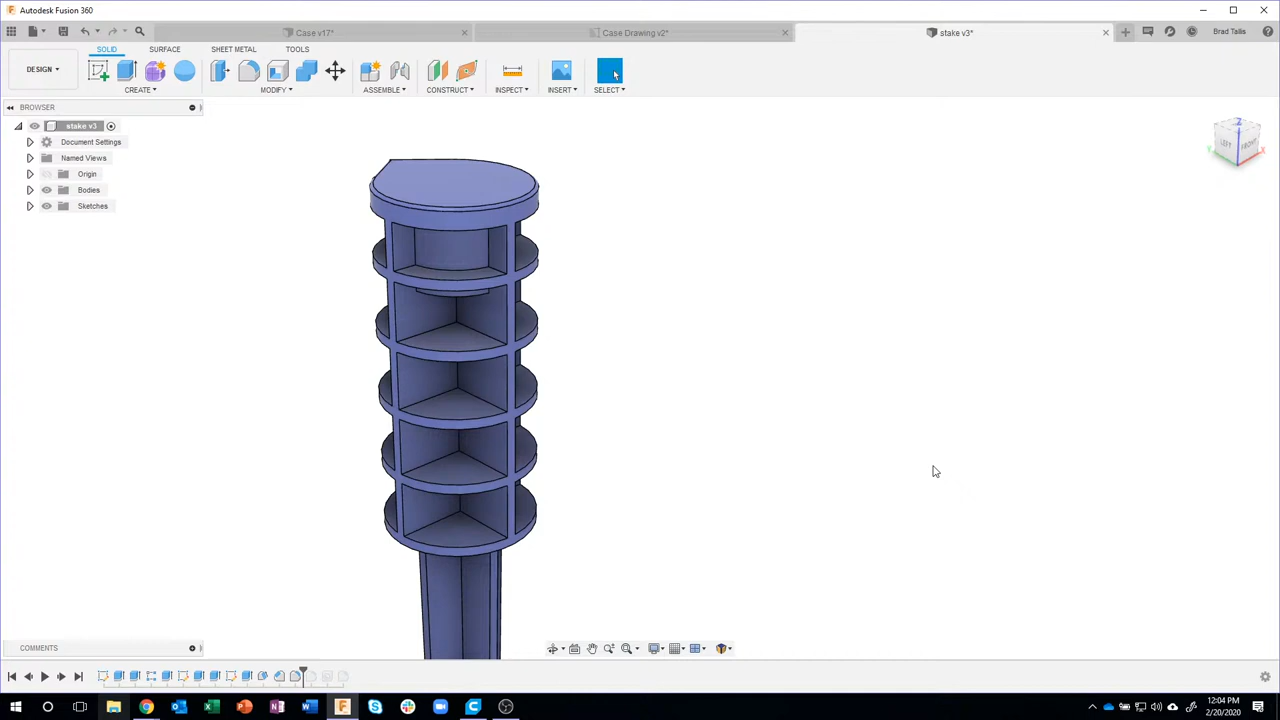 Autodesk Fusion 360
Case v17*
Case Drawing v2*
stake v3*
Brad Tallis
SOLID SURFACE SHEET METAL TOOLS
DESIGN
CREATE MODIFY ASSEMBLE CONSTRUCT INSPECT INSERT SELECT
BROWSER
stake v3
Document Settings
Named Views
Origin
Bodies
Sketches
Z
LEFT FRONT
Y X
COMMENTS
12:04 PM
2/20/2020